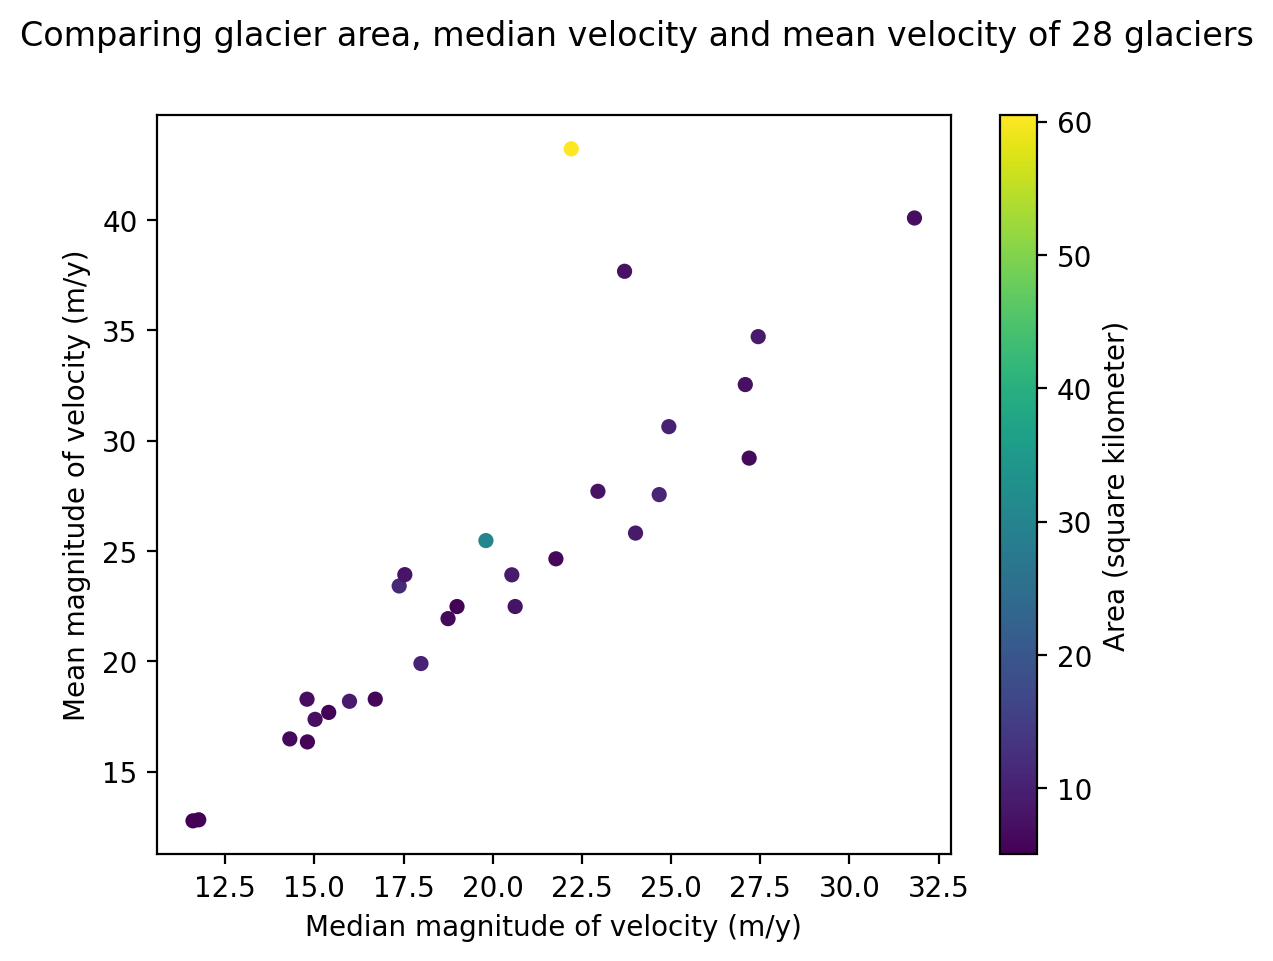 Comparing glacier area, median velocity and mean velocity of 28 glaciers
40
35
30
25
20
15
Mean magnitude of velocity (m/y)
12.5 15.0 17.5 20.0 22.5 25.0 27.5 30.0 32.5
Median magnitude of velocity (m/y)
60
50
40
30
20
10
Area (square kilometer)